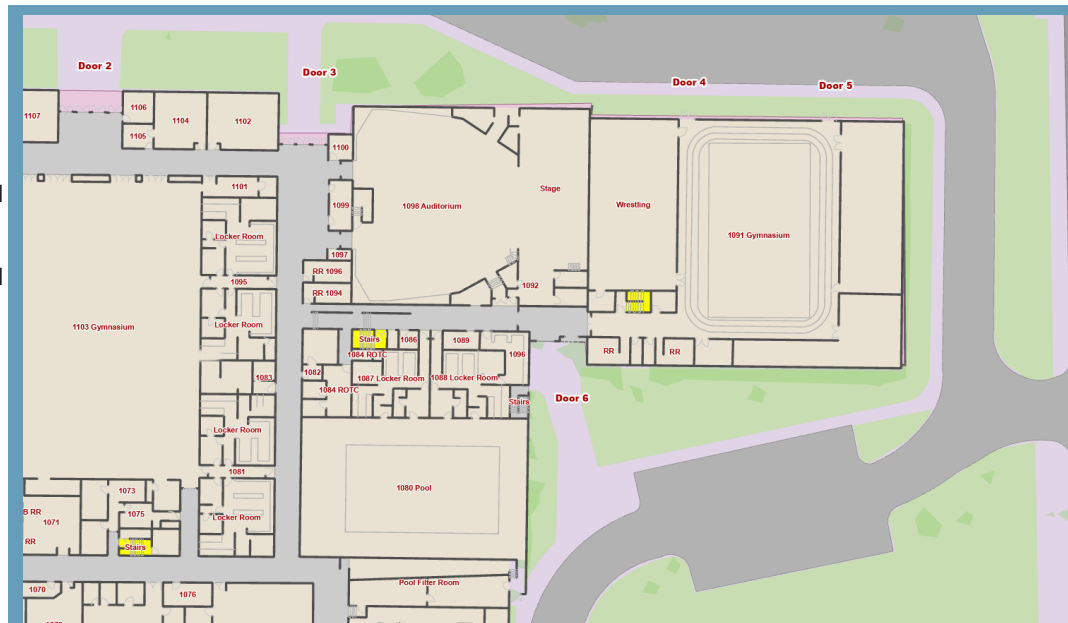 Door 2
Door 3
Door 4
Door 5
1106
1107
1104
1102
1105
1100
1101
1099
1098 Auditorium
Stage
Wrestling
1091 Gymnasium
Locker Room
1097
RR 1096
1095
RR 1094
1092
1103 Gymnasium
Locker Room
Stairs
1086
1089
1096
1084 ROTC
RR
RR
1082
1083
1087 Locker Room
1088 Locker Room
1084 ROTC
Stairs
Door 6
Locker Room
1081
1073
1080 Pool
B RR
1071
1075
Locker Room
RR
Stairs
Pool Filter Room
1070
1076